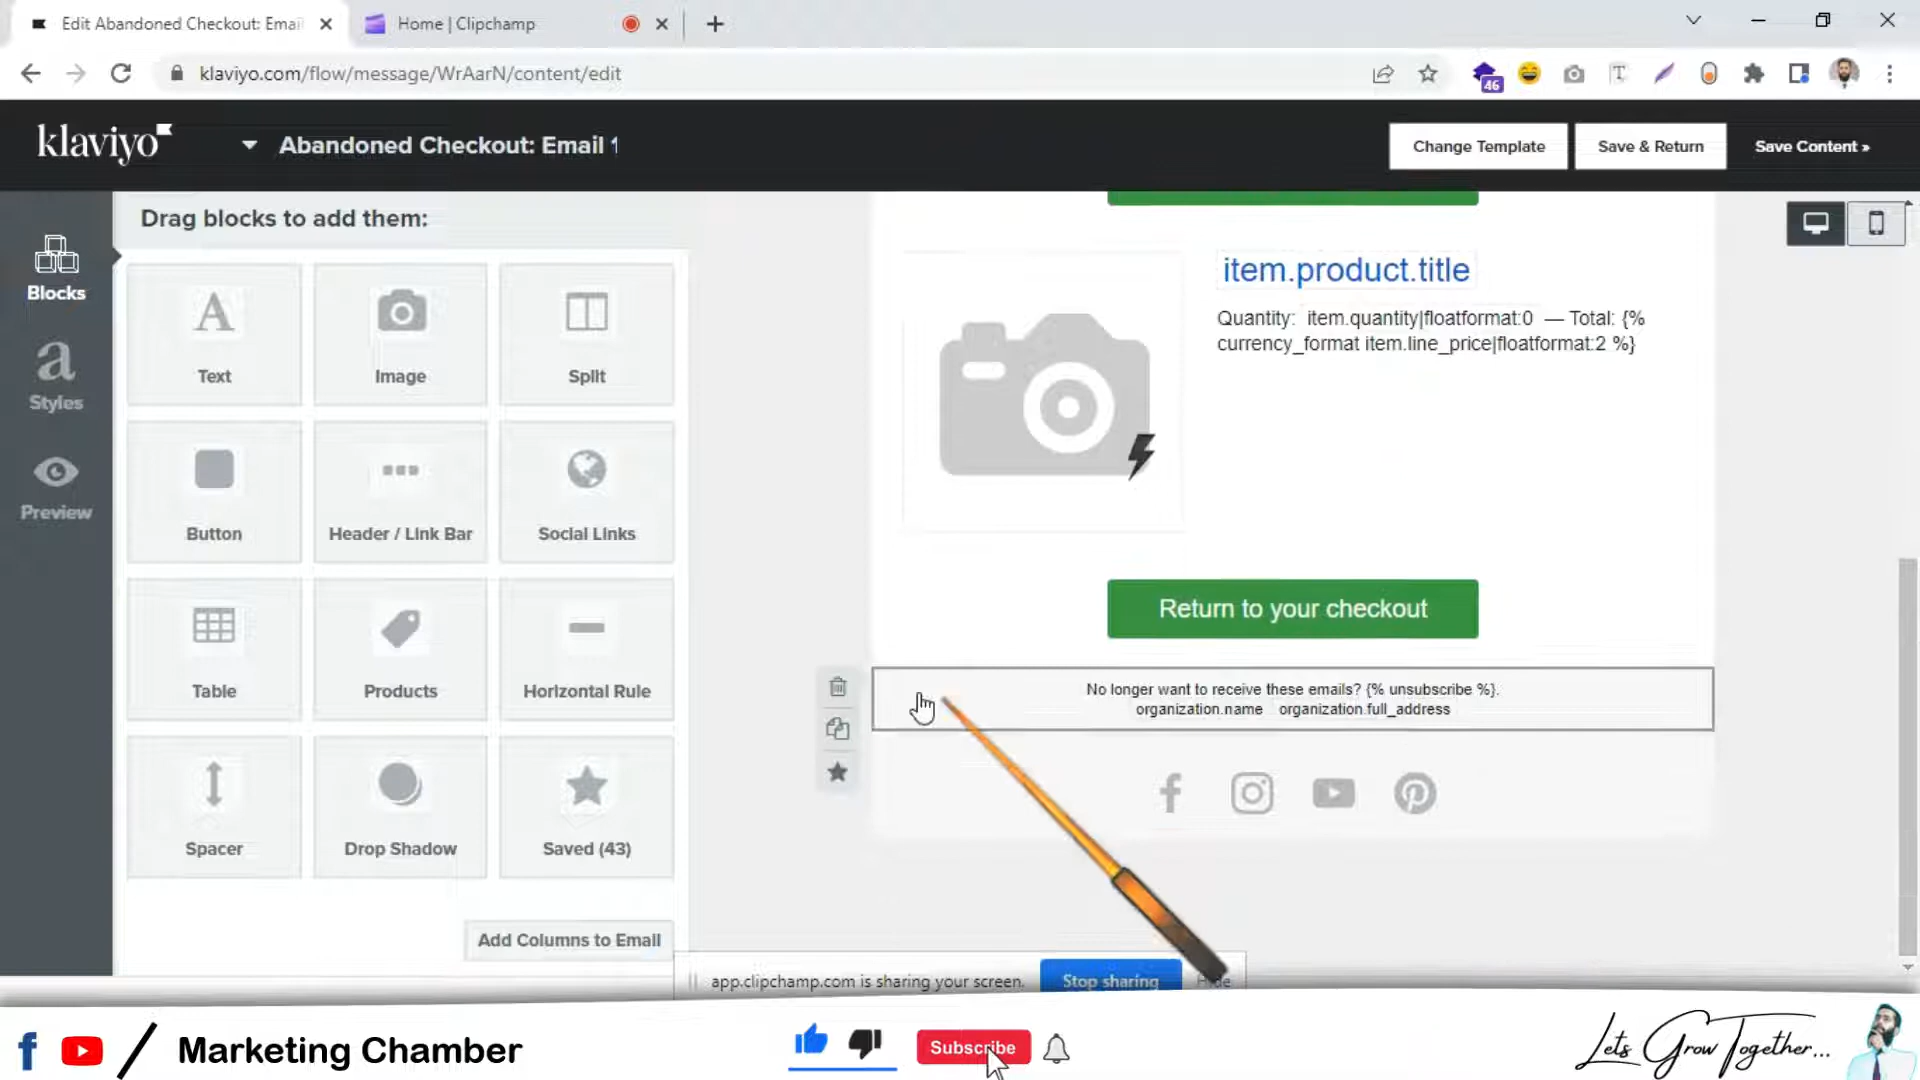 Edit Abandoned Checkout: Email
Home | Clipchamp
klaviyo.com/flow/message/WrAarN/content/edit
46
klaviyo
Abandoned Checkout: Email 1
Change Template
Save & Return
Save Content »
Blocks
Styles
Preview
Drag blocks to add them:
Text
Image
Split
Button
Header / Link Bar
Social Links
Table
Products
Horizontal Rule
Spacer
Drop Shadow
Saved (43)
Add Columns to Email
item.product.title
Quantity: item.quantity|floatformat:0 — Total: {%
currency_format item.line_price|floatformat:2 %}
Return to your checkout
No longer want to receive these emails? {% unsubscribe %}.
organization.name organization.full_address
app.clipchamp.com is sharing your screen.
Stop sharing
Hide
Marketing Chamber
Subscribe
Lets Grow Together...